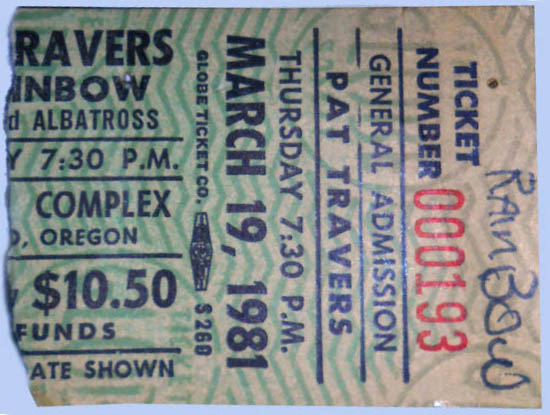 RAVERS
INBOW
d ALBATROSS
Y 7:30 P.M.
COMPLEX
O, OREGON
$10.50
FUNDS
ATE SHOWN
GLOBE TICKET CO.
MARCH 19, 1981
THURSDAY 7:30 P.M.
PAT TRAVERS
GENERAL ADMISSION
TICKET
NUMBER 000193
RAinBOW